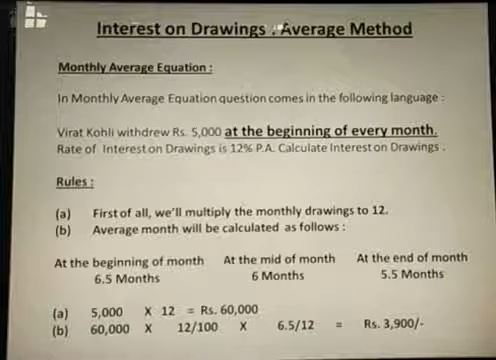 Interest on Drawings : Average Method
Monthly Average Equation :
In Monthly Average Equation question comes in the following language :
Virat Kohli withdrew Rs. 5,000 at the beginning of every month.
Rate of Interest on Drawings is 12% P.A. Calculate Interest on Drawings .
Rules :
(a) First of all, we'll multiply the monthly drawings to 12.
(b) Average month will be calculated as follows :
At the beginning of month At the mid of month At the end of month
6.5 Months 6 Months 5.5 Months
(a) 5,000 X 12 = Rs. 60,000
(b) 60,000 X 12/100 X 6.5/12 = Rs. 3,900/-